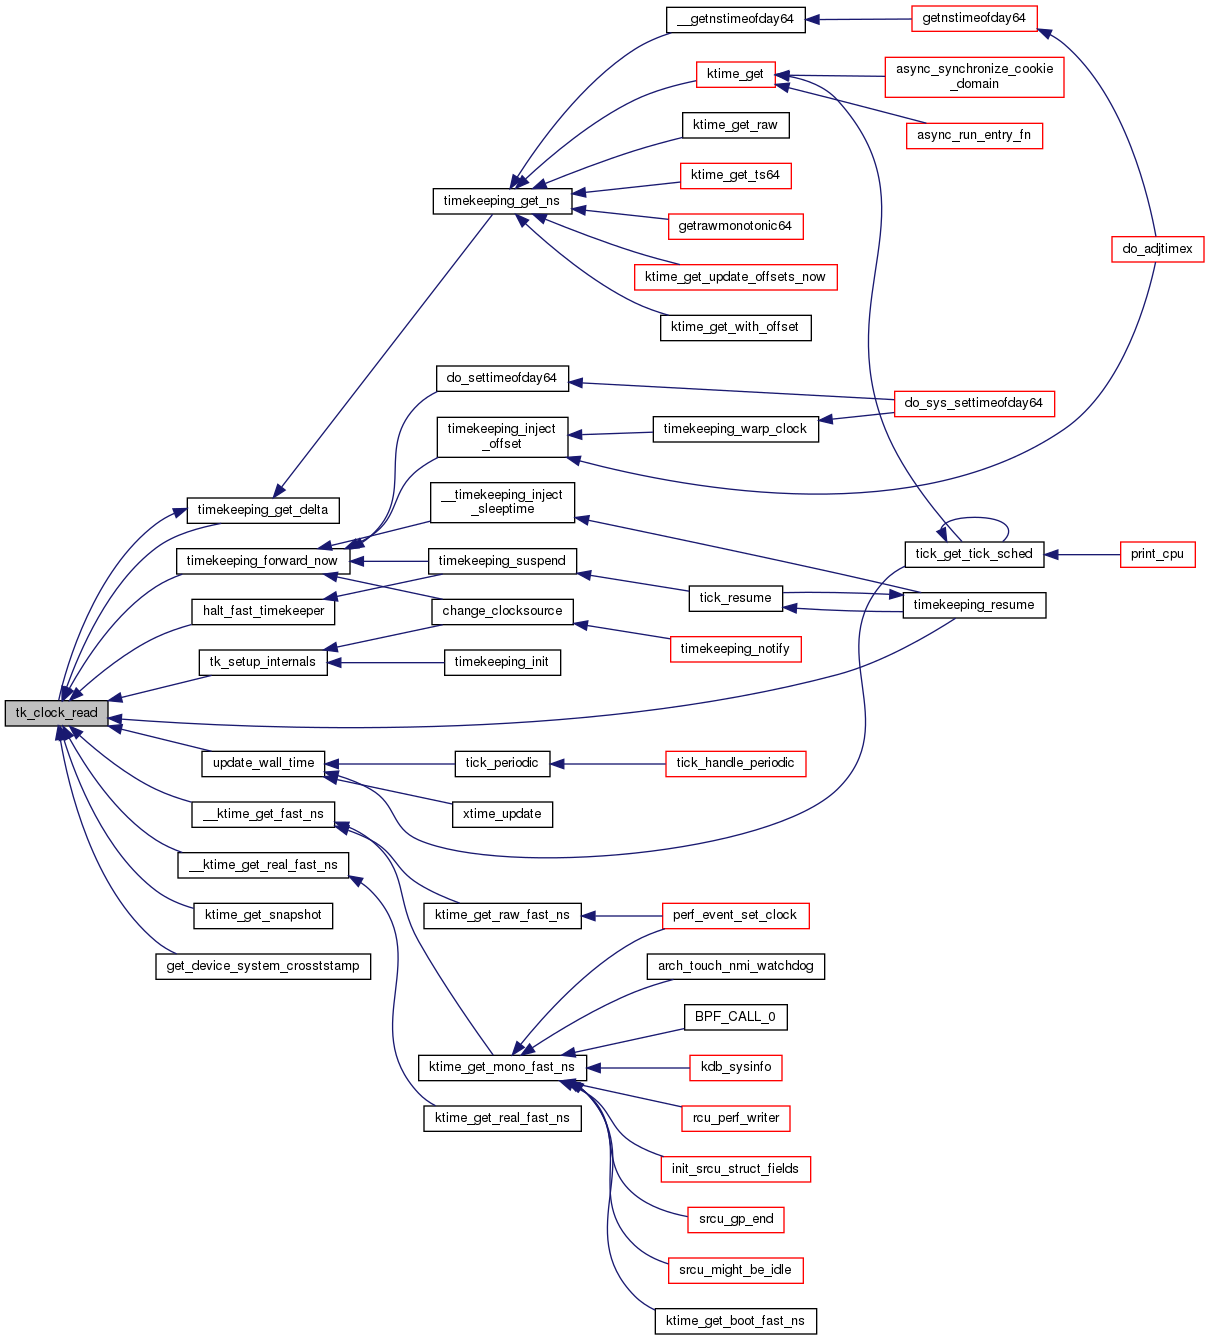 __getnstimeofday64
getnstimeofday64
ktime_get
async_synchronize_cookie
_domain
async_run_entry_fn
ktime_get_raw
ktime_get_ts64
timekeeping_get_ns
getrawmonotonic64
do_adjtimex
ktime_get_update_offsets_now
ktime_get_with_offset
do_settimeofday64
do_sys_settimeofday64
timekeeping_inject
_offset
timekeeping_warp_clock
__timekeeping_inject
_sleeptime
timekeeping_get_delta
timekeeping_forward_now
timekeeping_suspend
tick_get_tick_sched
print_cpu
halt_fast_timekeeper
change_clocksource
tick_resume
timekeeping_resume
tk_setup_internals
timekeeping_init
timekeeping_notify
tk_clock_read
update_wall_time
tick_periodic
tick_handle_periodic
__ktime_get_fast_ns
xtime_update
__ktime_get_real_fast_ns
ktime_get_snapshot
ktime_get_raw_fast_ns
perf_event_set_clock
get_device_system_crosststamp
arch_touch_nmi_watchdog
BPF_CALL_0
ktime_get_mono_fast_ns
kdb_sysinfo
ktime_get_real_fast_ns
rcu_perf_writer
init_srcu_struct_fields
srcu_gp_end
srcu_might_be_idle
ktime_get_boot_fast_ns